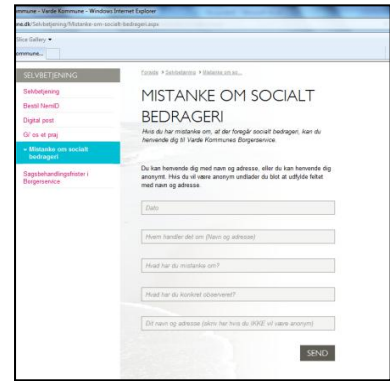 ommune - Varde Kommune - Windows Internet Explorer
ne.dk/Selvbetjening/Mistanke-om-socialt-bedrageri.aspx
Slice Gallery
ommune...
SELVBETJENING
Selvbetjening
Bestil NemID
Digital post
Gi' os et praj
» Mistanke om socialt
bedrageri
Sagsbehandlingsfrister i
Borgerservice
Forside › Selvbetjening › Mistanke om so...
MISTANKE OM SOCIALT
BEDRAGERI
Hvis du har mistanke om, at der foregår socialt bedrageri, kan du
henvende dig til Varde Kommunes Borgerservice.
Du kan henvende dig med navn og adresse, eller du kan henvende dig
anonymt. Hvis du vil være anonym undlader du blot at udfylde feltet
med navn og adresse.
Dato
Hvem handler det om (Navn og adresse)
Hvad har du mistanke om?
Hvad har du konkret observeret?
Dit navn og adresse (skriv her hvis du IKKE vil være anonym)
SEND